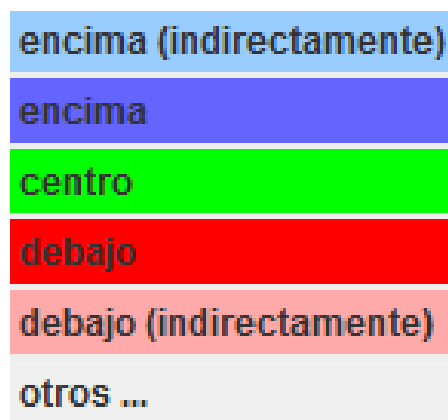 encima (indirectamente)
encima
centro
debajo
debajo (indirectamente)
otros ...